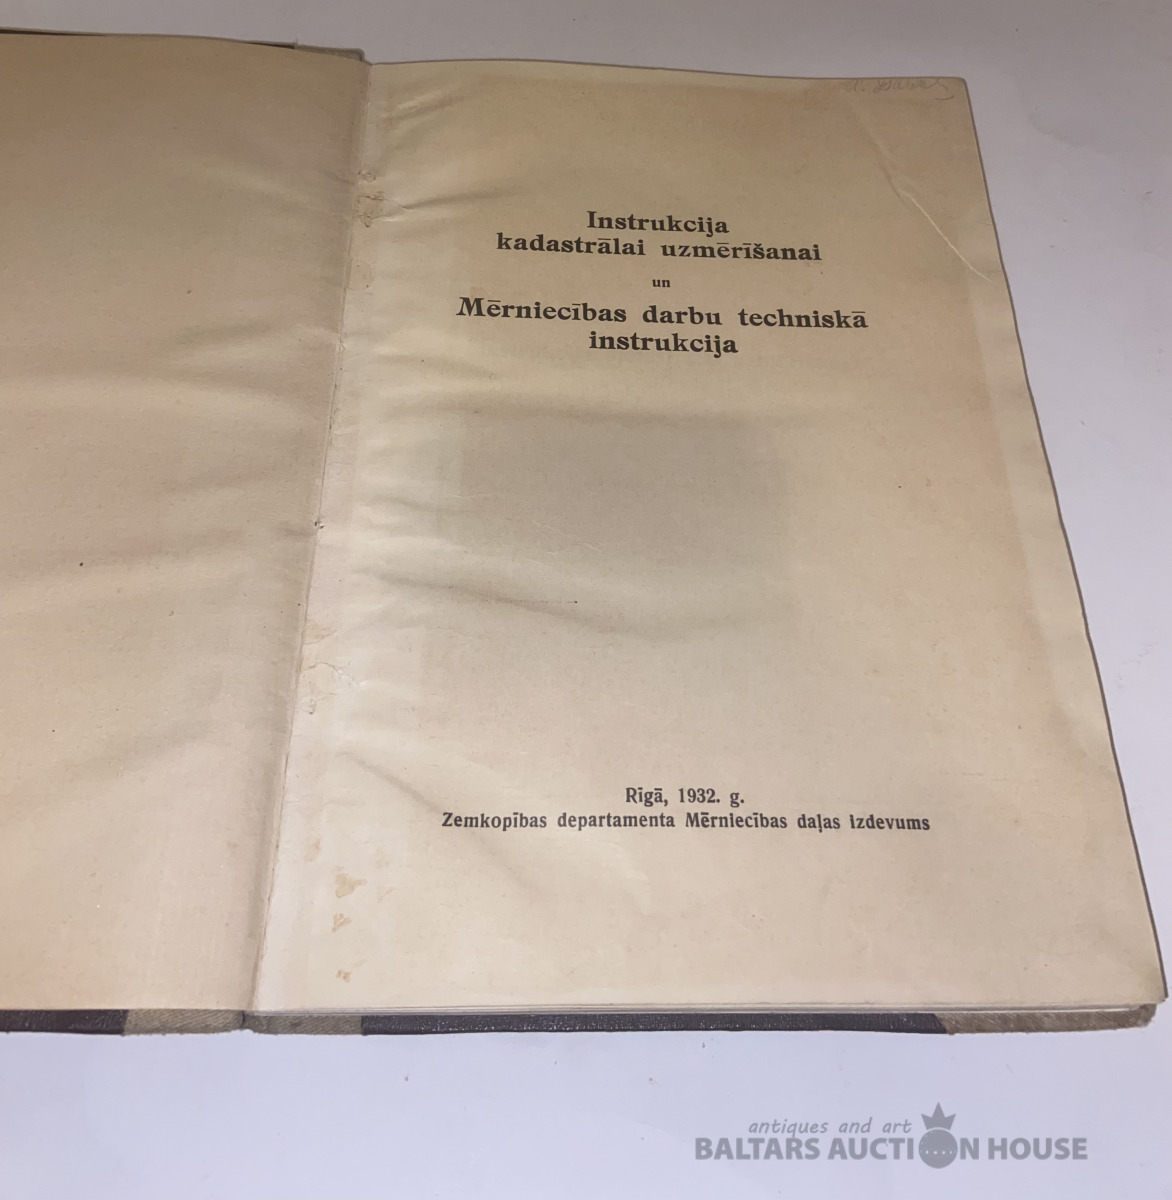 Instrukcija
kadastrālai uzmērīšanai
un
Mērniecības darbu techniskā
instrukcija
Rīgā, 1932. g.
Zemkopības departamenta Mērniecības daļas izdevums
antiques and art
BALTARS AUCTION HOUSE